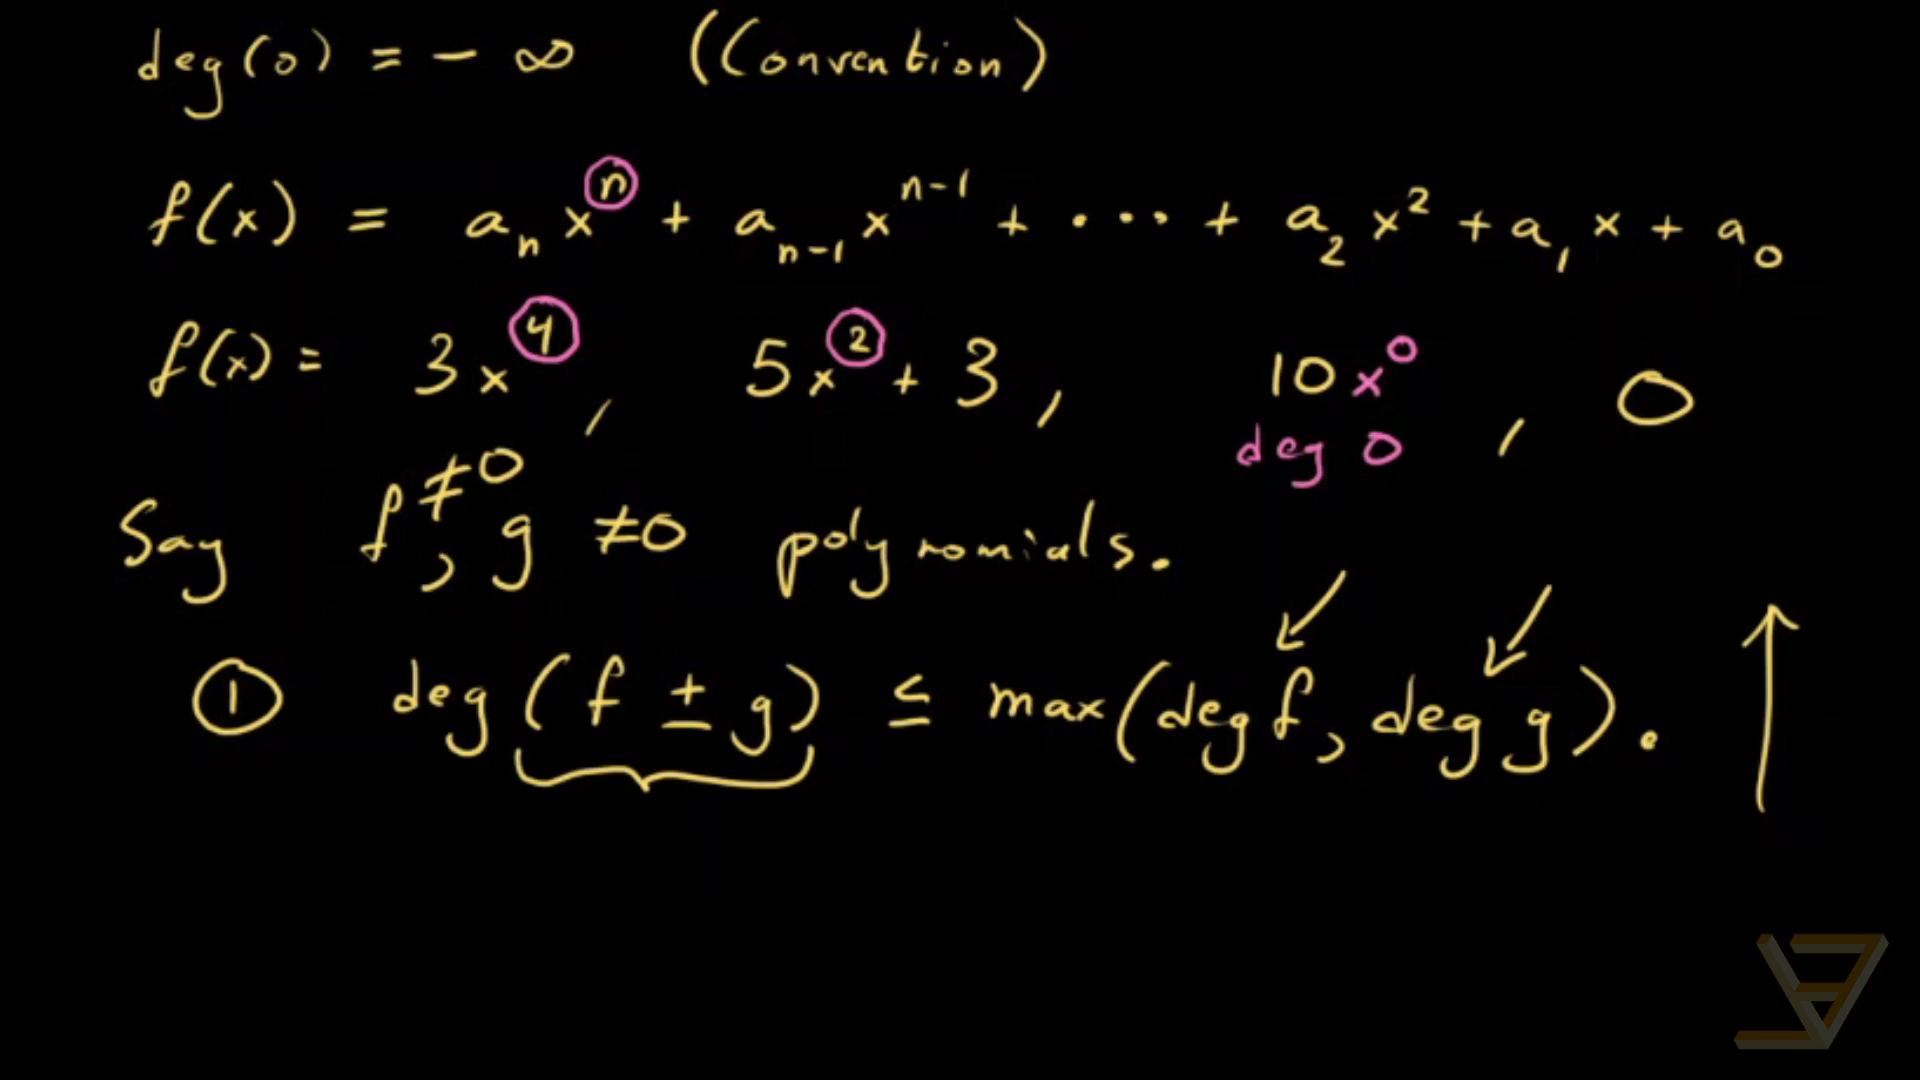 deg(0) = -∞ (Convention)
f(x) = aₙxⁿ + aₙ₋₁xⁿ⁻¹ + ⋯ + a₂x² + a₁x + a₀
f(x) = 3x⁴, 5x² + 3, 10x⁰, 0
deg 0
Say f ≠0, g ≠0 polynomials.
① deg(f ± g) ≤ max(deg f, deg g).